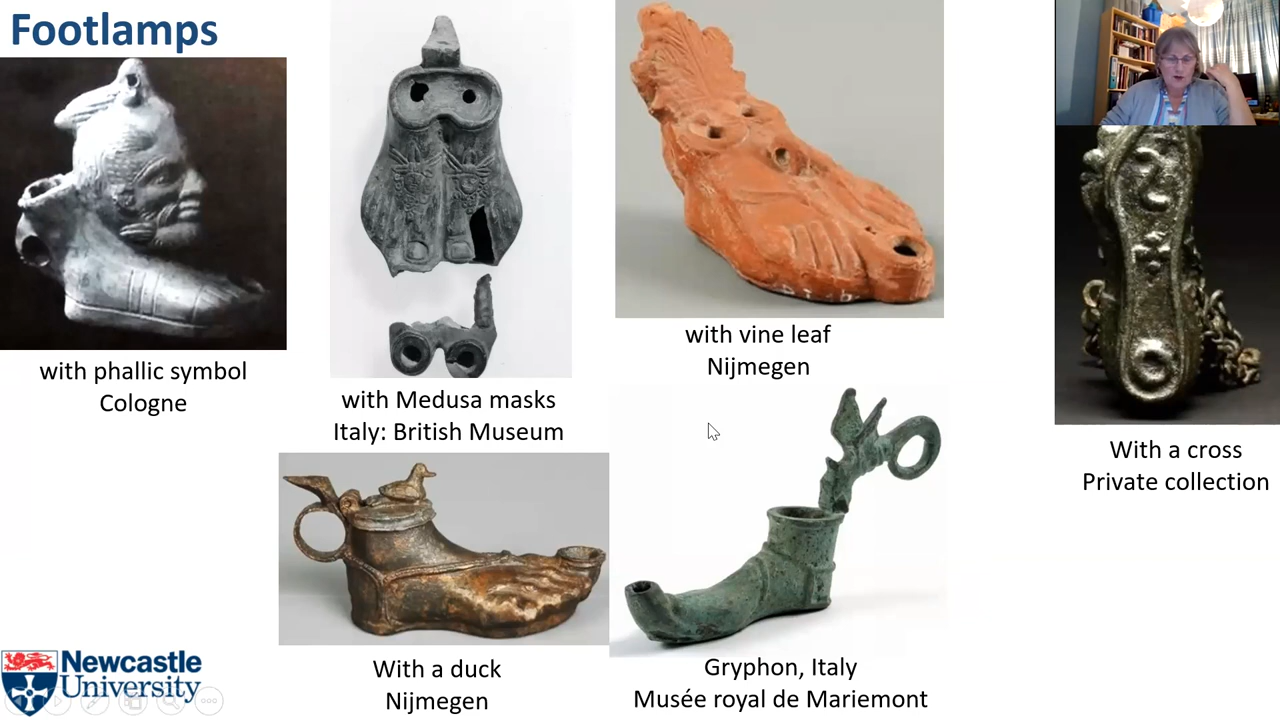 Footlamps
with phallic symbol
Cologne
with Medusa masks
Italy: British Museum
with vine leaf
Nijmegen
With a cross
Private collection
With a duck
Nijmegen
Gryphon, Italy
Musée royal de Mariemont
Newcastle
University